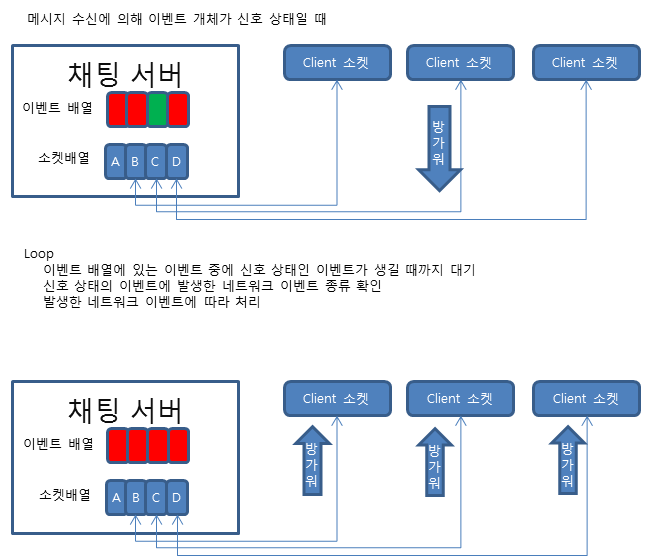 메시지 수신에 의해 이벤트 개체가 신호 상태일 때
채팅 서버
이벤트 배열
소켓배열
A B C D
Client 소켓
Client 소켓
Client 소켓
방가워
Loop
이벤트 배열에 있는 이벤트 중에 신호 상태인 이벤트가 생길 때까지 대기
신호 상태의 이벤트에 발생한 네트워크 이벤트 종류 확인
발생한 네트워크 이벤트에 따라 처리
채팅 서버
이벤트 배열
소켓배열
A B C D
Client 소켓
Client 소켓
Client 소켓
방가워
방가워
방가워